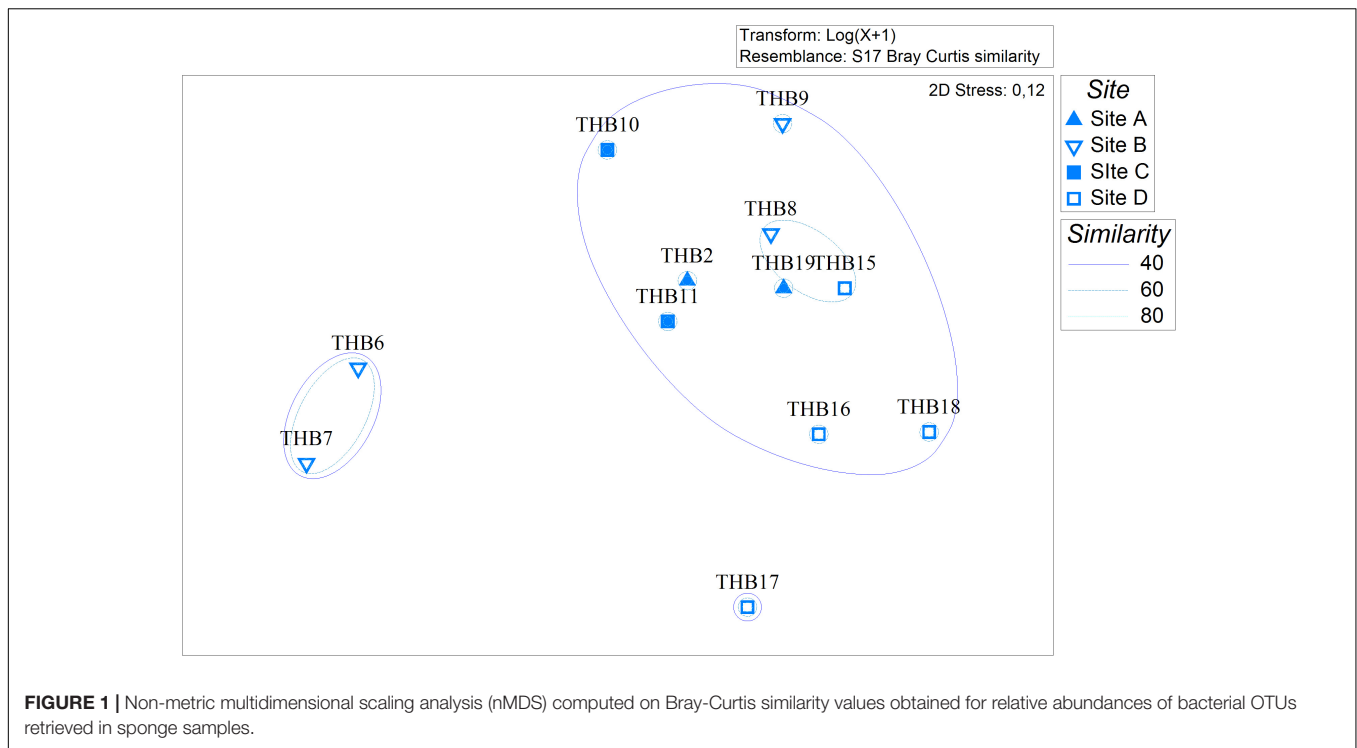 Transform: Log(X+1)
Resemblance: S17 Bray Curtis similarity
2D Stress: 0,12
Site
Site A
Site B
SIte C
Site D
Similarity
40
60
80
THB9
THB10
THB8
THB2
THB19
THB15
THB11
THB6
THB16
THB18
THB7
THB17
FIGURE 1 | Non-metric multidimensional scaling analysis (nMDS) computed on Bray-Curtis similarity values obtained for relative abundances of bacterial OTUs
retrieved in sponge samples.